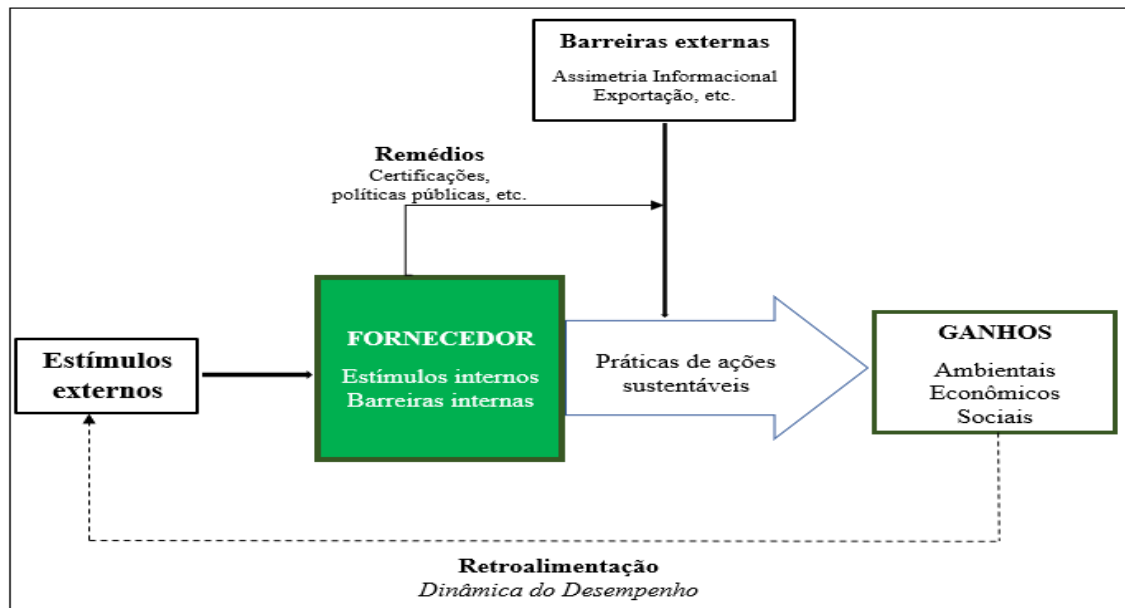 Barreiras externas
Assimetria Informacional
Exportação, etc.
Remédios
Certificações,
políticas públicas, etc.
Estímulos
externos
FORNECEDOR
Estímulos internos
Barreiras internas
Práticas de ações
sustentáveis
GANHOS
Ambientais
Econômicos
Sociais
Retroalimentação
Dinâmica do Desempenho